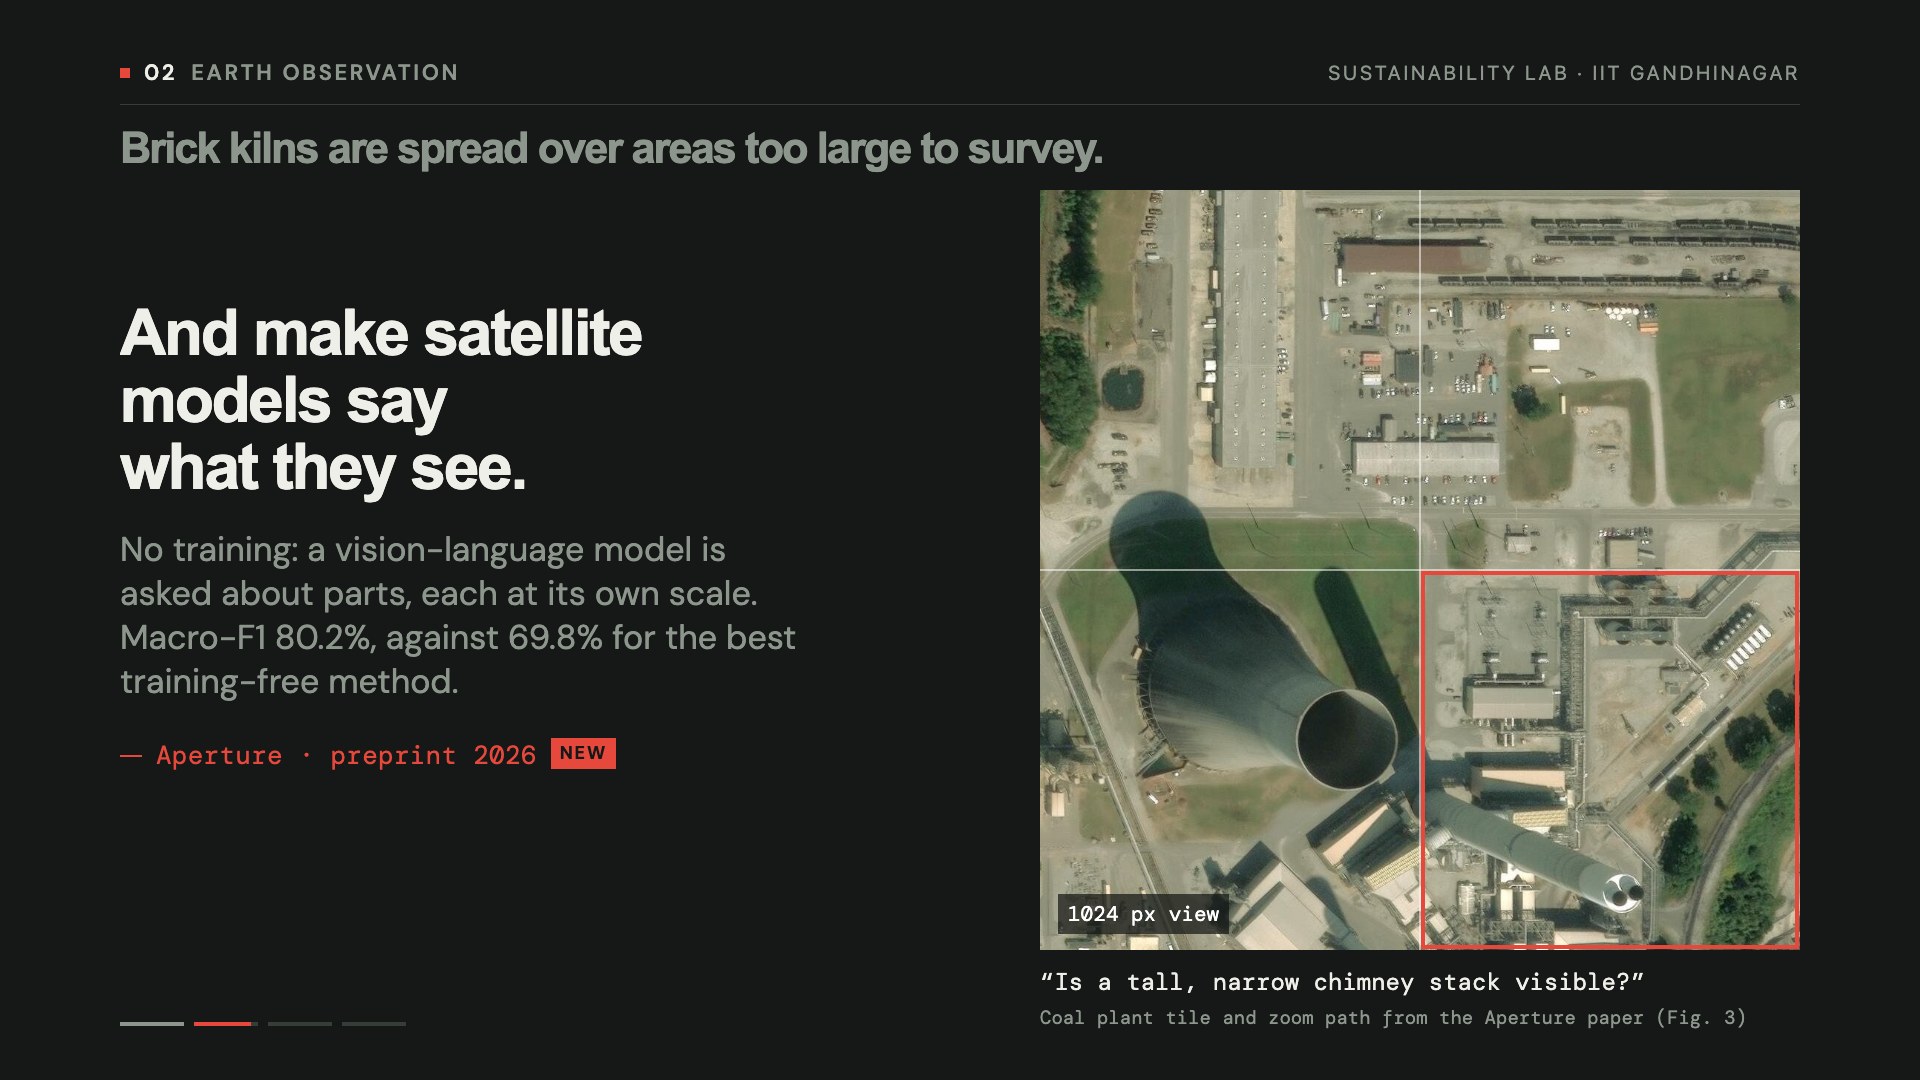 02 EARTH OBSERVATION
SUSTAINABILITY LAB · IIT GANDHINAGAR
Brick kilns are spread over areas too large to survey.
And make satellite
models say
what they see.
No training: a vision-language model is
asked about parts, each at its own scale.
Macro-F1 80.2%, against 69.8% for the best
training-free method.
— Aperture · preprint 2026 NEW
1024 px view
“Is a tall, narrow chimney stack visible?”
Coal plant tile and zoom path from the Aperture paper (Fig. 3)